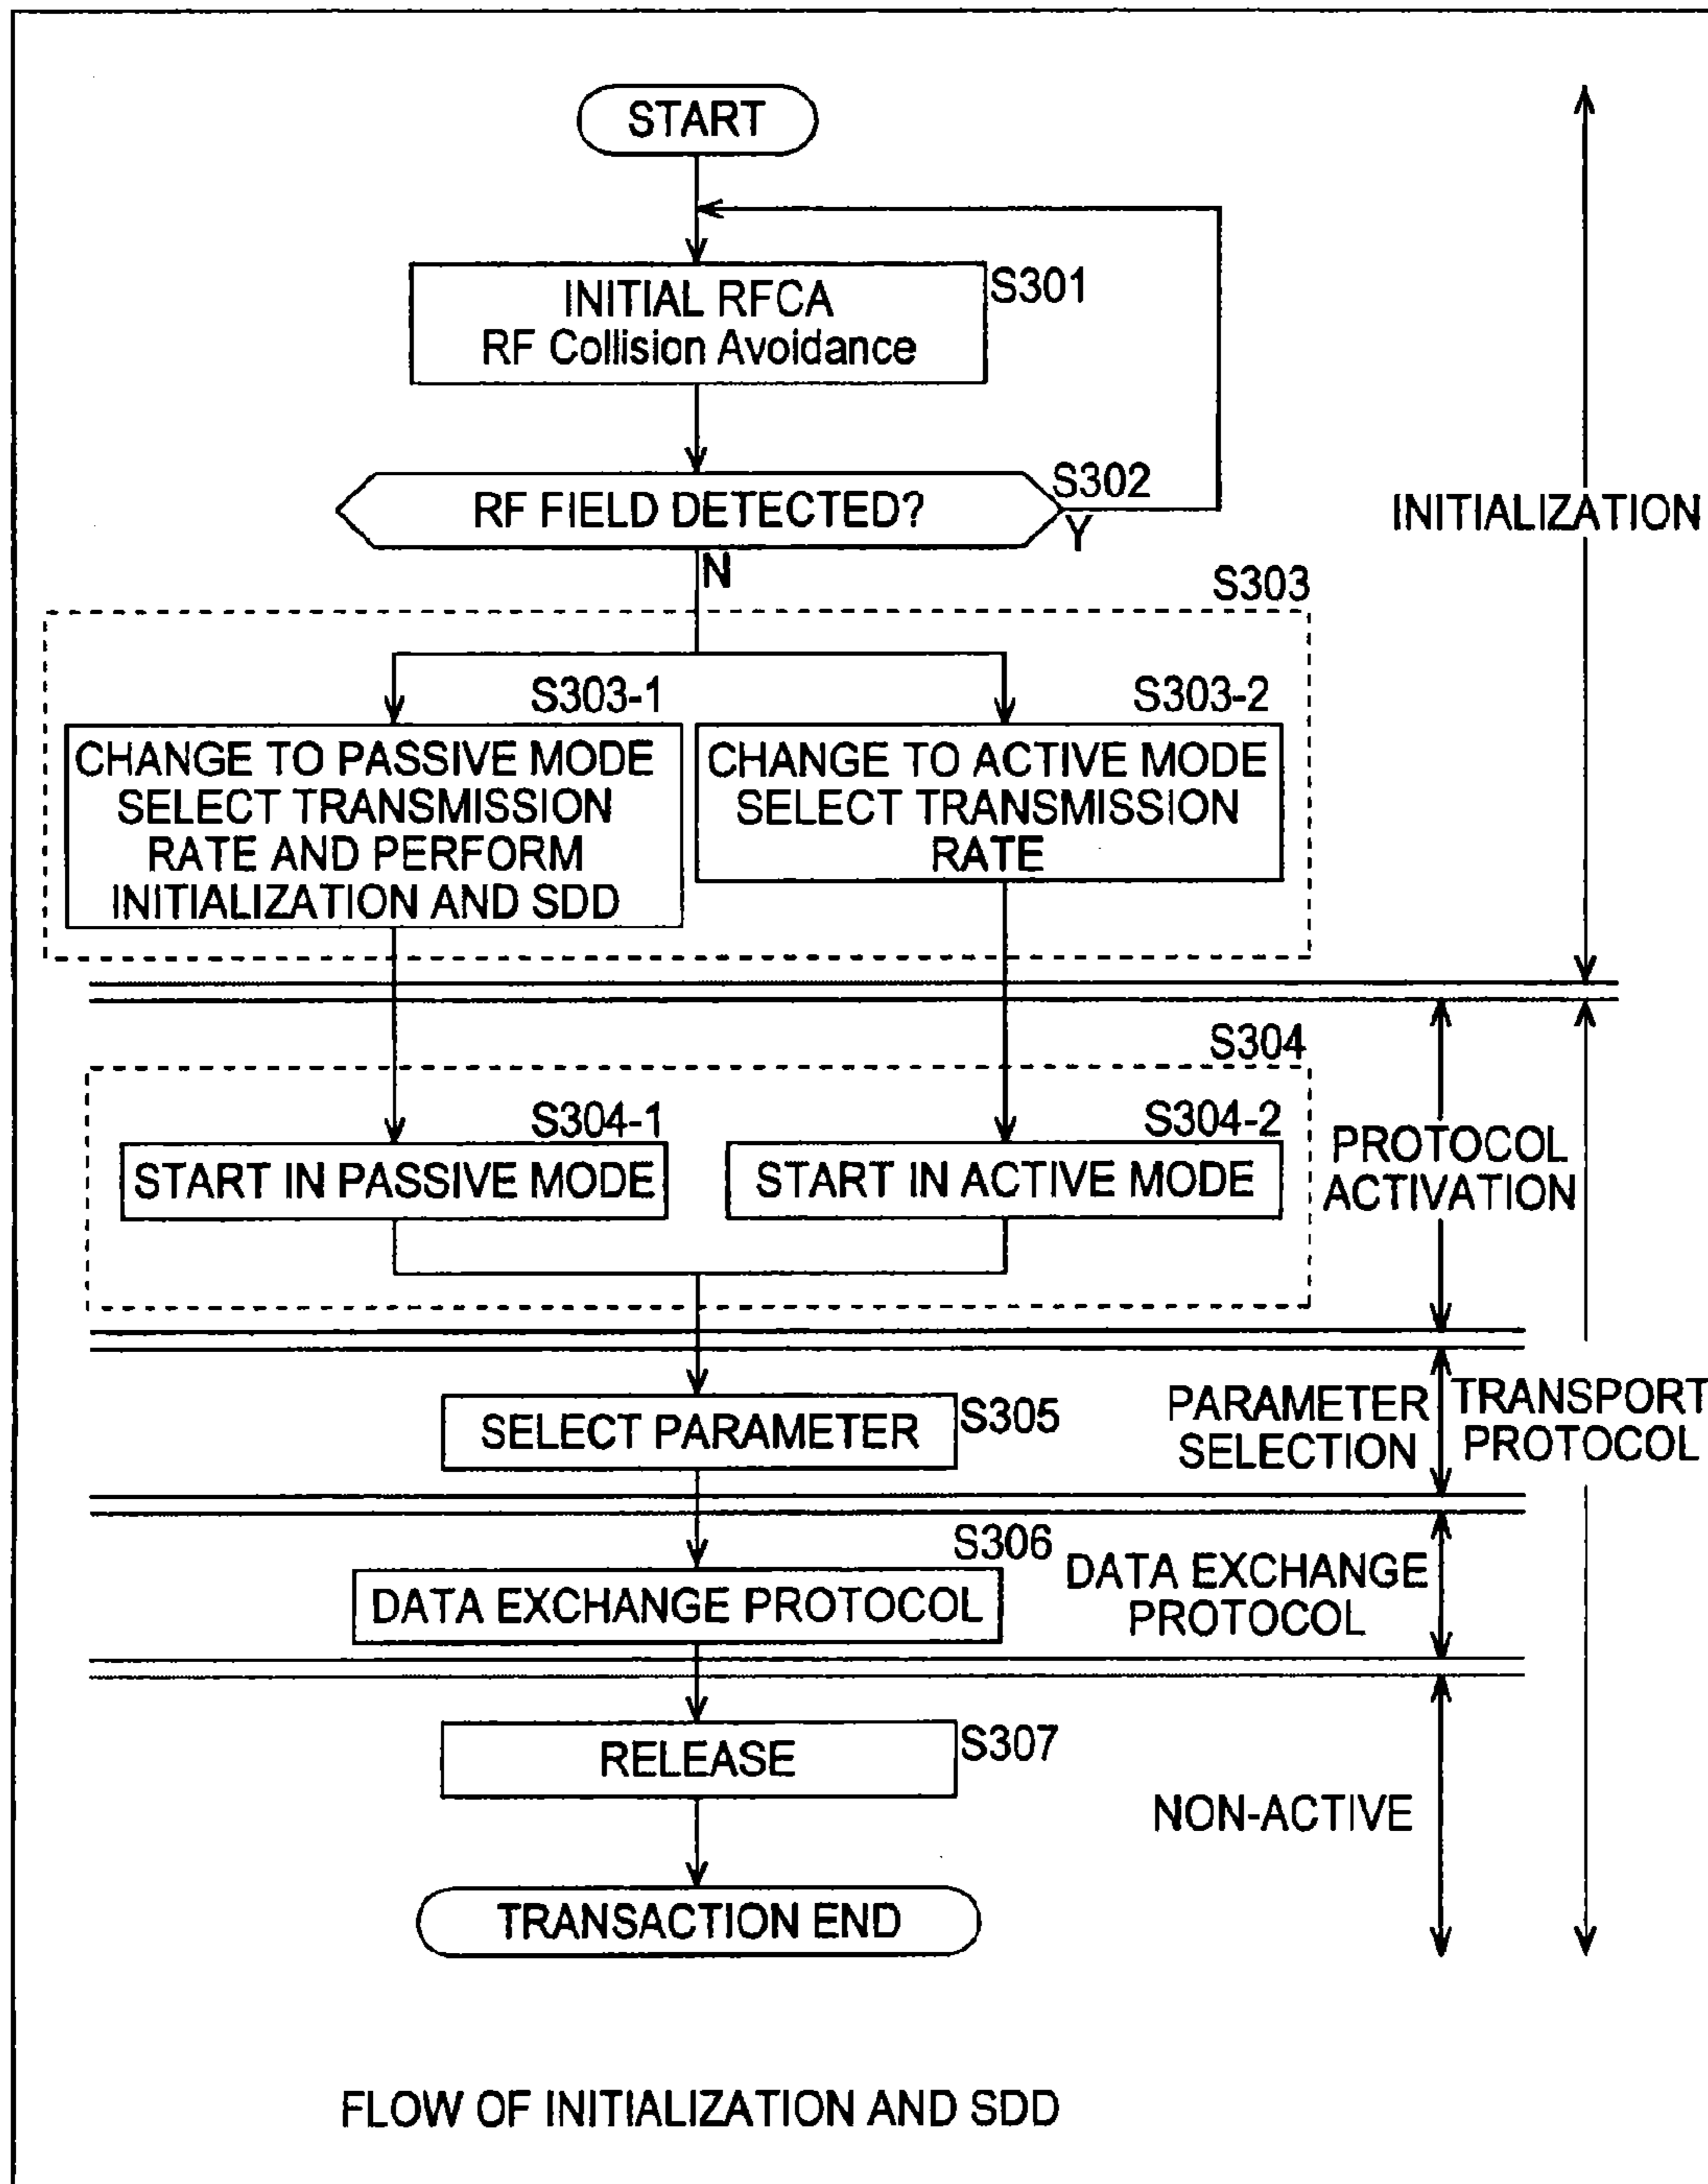 START
INITIAL RFCA
RF Collision Avoidance
S301
RF FIELD DETECTED?
S302
Y
N
INITIALIZATION
S303
S303-1
CHANGE TO PASSIVE MODE
SELECT TRANSMISSION
RATE AND PERFORM
INITIALIZATION AND SDD
S303-2
CHANGE TO ACTIVE MODE
SELECT TRANSMISSION
RATE
S304
S304-1
START IN PASSIVE MODE
S304-2
START IN ACTIVE MODE
PROTOCOL
ACTIVATION
SELECT PARAMETER
S305
PARAMETER
SELECTION
TRANSPORT
PROTOCOL
S306
DATA EXCHANGE PROTOCOL
DATA EXCHANGE
PROTOCOL
RELEASE
S307
NON-ACTIVE
TRANSACTION END
FLOW OF INITIALIZATION AND SDD